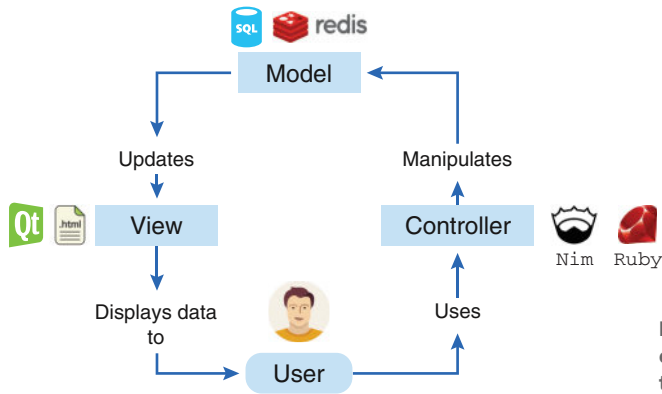 SQL
redis
Model
Updates
Manipulates
Qt
.html
View
Controller
Nim
Ruby
Displays data
to
Uses
User